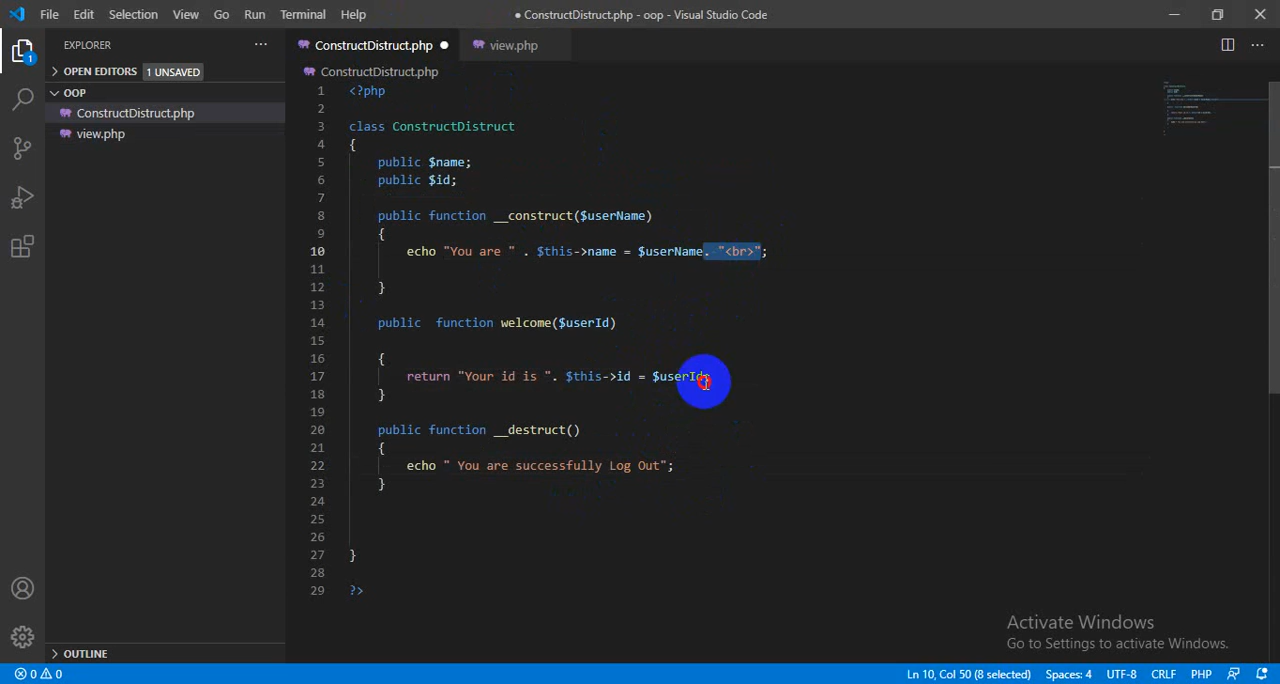 File Edit Selection View Go Run Terminal Help
● ConstructDistruct.php - oop - Visual Studio Code
EXPLORER
ConstructDistruct.php
view.php
1
OPEN EDITORS 1 UNSAVED
OOP
ConstructDistruct.php
view.php
OUTLINE
ConstructDistruct.php
1 <?php
2
3 class ConstructDistruct
4 {
5 public $name;
6 public $id;
7
8 public function __construct($userName)
9 {
10 echo "You are " . $this->name = $userName. "<br>";
11
12 }
13
14 public  function welcome($userId)
15
16 {
17 return "Your id is ". $this->id = $userId;
18 }
19
20 public function __destruct()
21 {
22 echo " You are successfully Log Out";
23 }
24
25
26
27 }
28
29 ?>
Activate Windows
Go to Settings to activate Windows.
0 0
Ln 10, Col 50 (8 selected) Spaces: 4 UTF-8 CRLF PHP